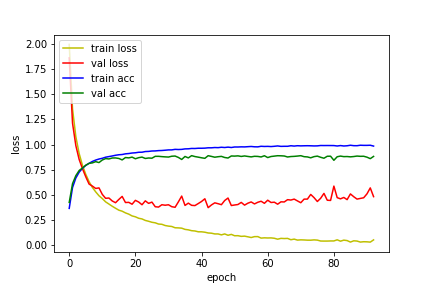 train loss
val loss
train acc
val acc
2.00
1.75
1.50
1.25
1.00
0.75
0.50
0.25
0.00
loss
0 20 40 60 80
epoch